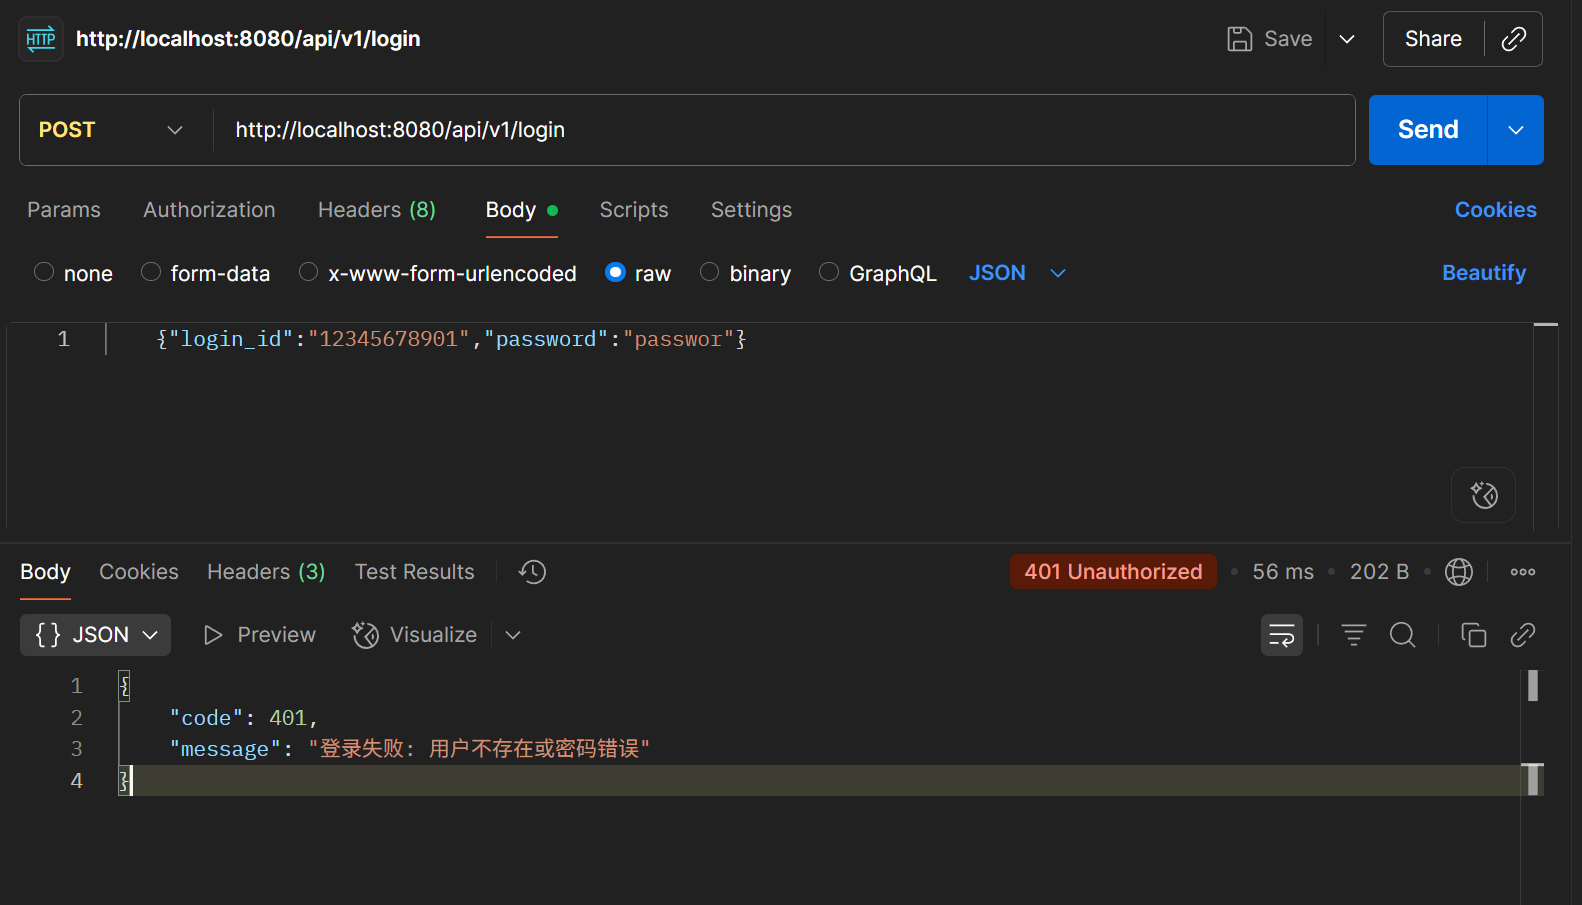 HTTP http://localhost:8080/api/v1/login Save Share
POST http://localhost:8080/api/v1/login Send
Params Authorization Headers (8) Body Scripts Settings Cookies
none form-data x-www-form-urlencoded raw binary GraphQL JSON Beautify
1 {"login_id":"12345678901","password":"passwor"}
Body Cookies Headers (3) Test Results 401 Unauthorized 56 ms 202 B
{} JSON Preview Visualize
1 {
2 "code": 401,
3 "message": "登录失败: 用户不存在或密码错误"
4 }